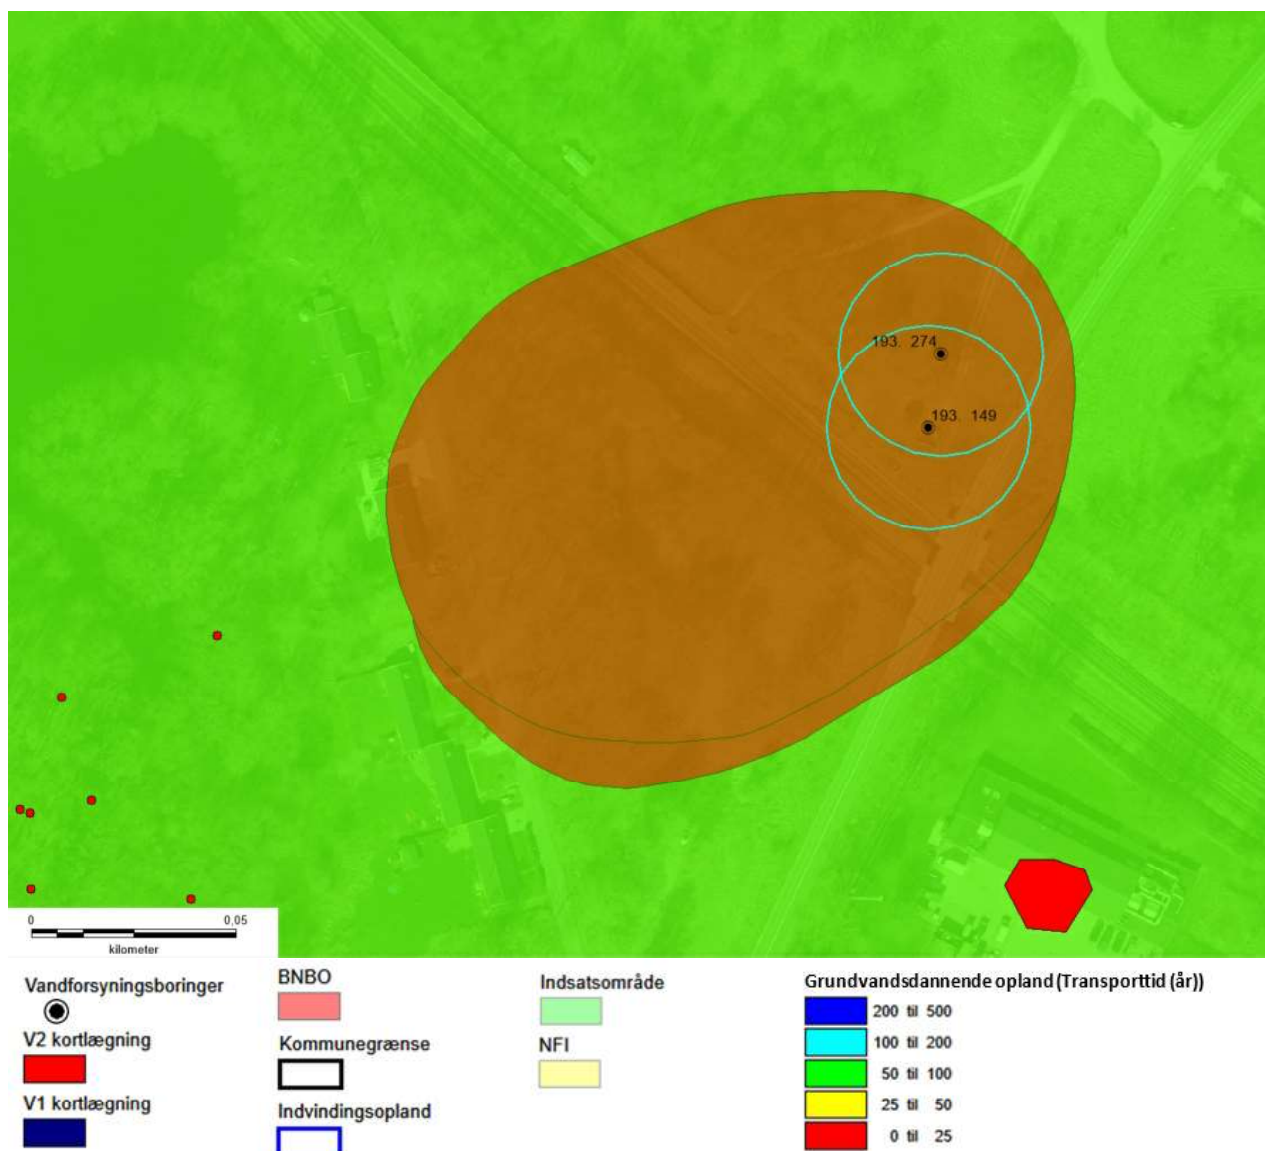 193. 274
193. 149
0 0,05
kilometer
Vandforsyningsboringer
V2 kortlægning
V1 kortlægning
BNBO
Kommunegrænse
Indvindingsopland
Indsatsområde
NFI
Grundvandsdannende opland (Transporttid (år))
200 til 500
100 til 200
50 til 100
25 til 50
0 til 25